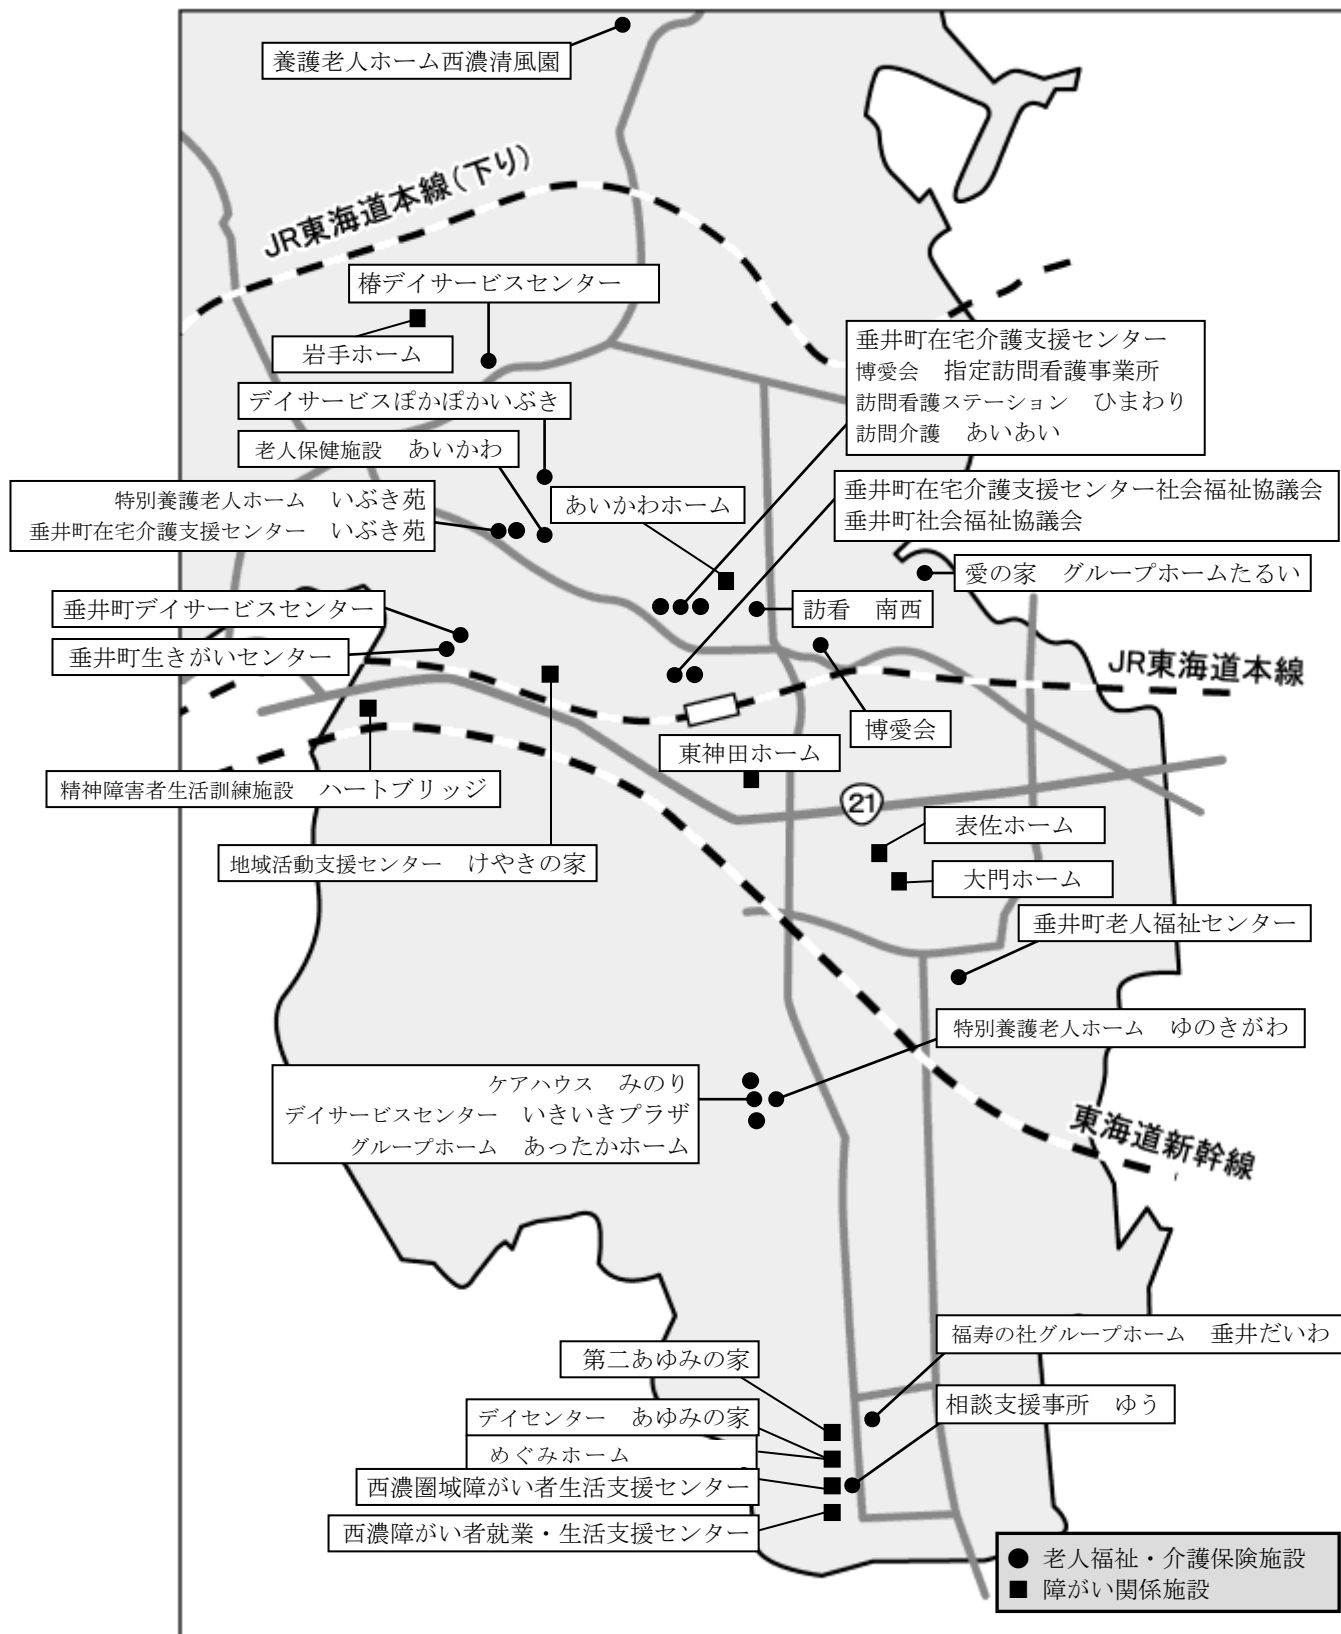 養護老人ホーム西濃清風園
JR東海道本線(下り)
椿デイサービスセンター
岩手ホーム
垂井町在宅介護支援センター
博愛会　指定訪問看護事業所
訪問看護ステーション　ひまわり
訪問介護　あいあい
デイサービスぽかぽかいぶき
老人保健施設　あいかわ
特別養護老人ホーム　いぶき苑
垂井町在宅介護支援センター　いぶき苑
あいかわホーム
垂井町在宅介護支援センター社会福祉協議会
垂井町社会福祉協議会
愛の家　グループホームたるい
垂井町デイサービスセンター
訪看　南西
垂井町生きがいセンター
JR東海道本線
博愛会
東神田ホーム
精神障害者生活訓練施設　ハートブリッジ
21
表佐ホーム
地域活動支援センター　けやきの家
大門ホーム
垂井町老人福祉センター
特別養護老人ホーム　ゆのきがわ
ケアハウス　みのり
デイサービスセンター　いきいきプラザ
グループホーム　あったかホーム
東海道新幹線
福寿の社グループホーム　垂井だいわ
第二あゆみの家
相談支援事所　ゆう
デイセンター　あゆみの家
めぐみホーム
西濃圏域障がい者生活支援センター
西濃障がい者就業・生活支援センター
● 老人福祉・介護保険施設
■ 障がい関係施設